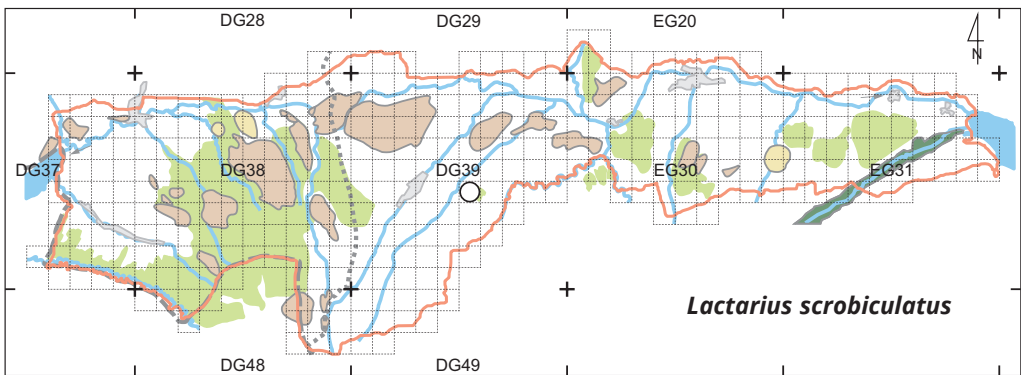 DG28 DG29 EG20
N
DG37 DG38 DG39 EG30 EG31
Lactarius scrobiculatus
DG48 DG49